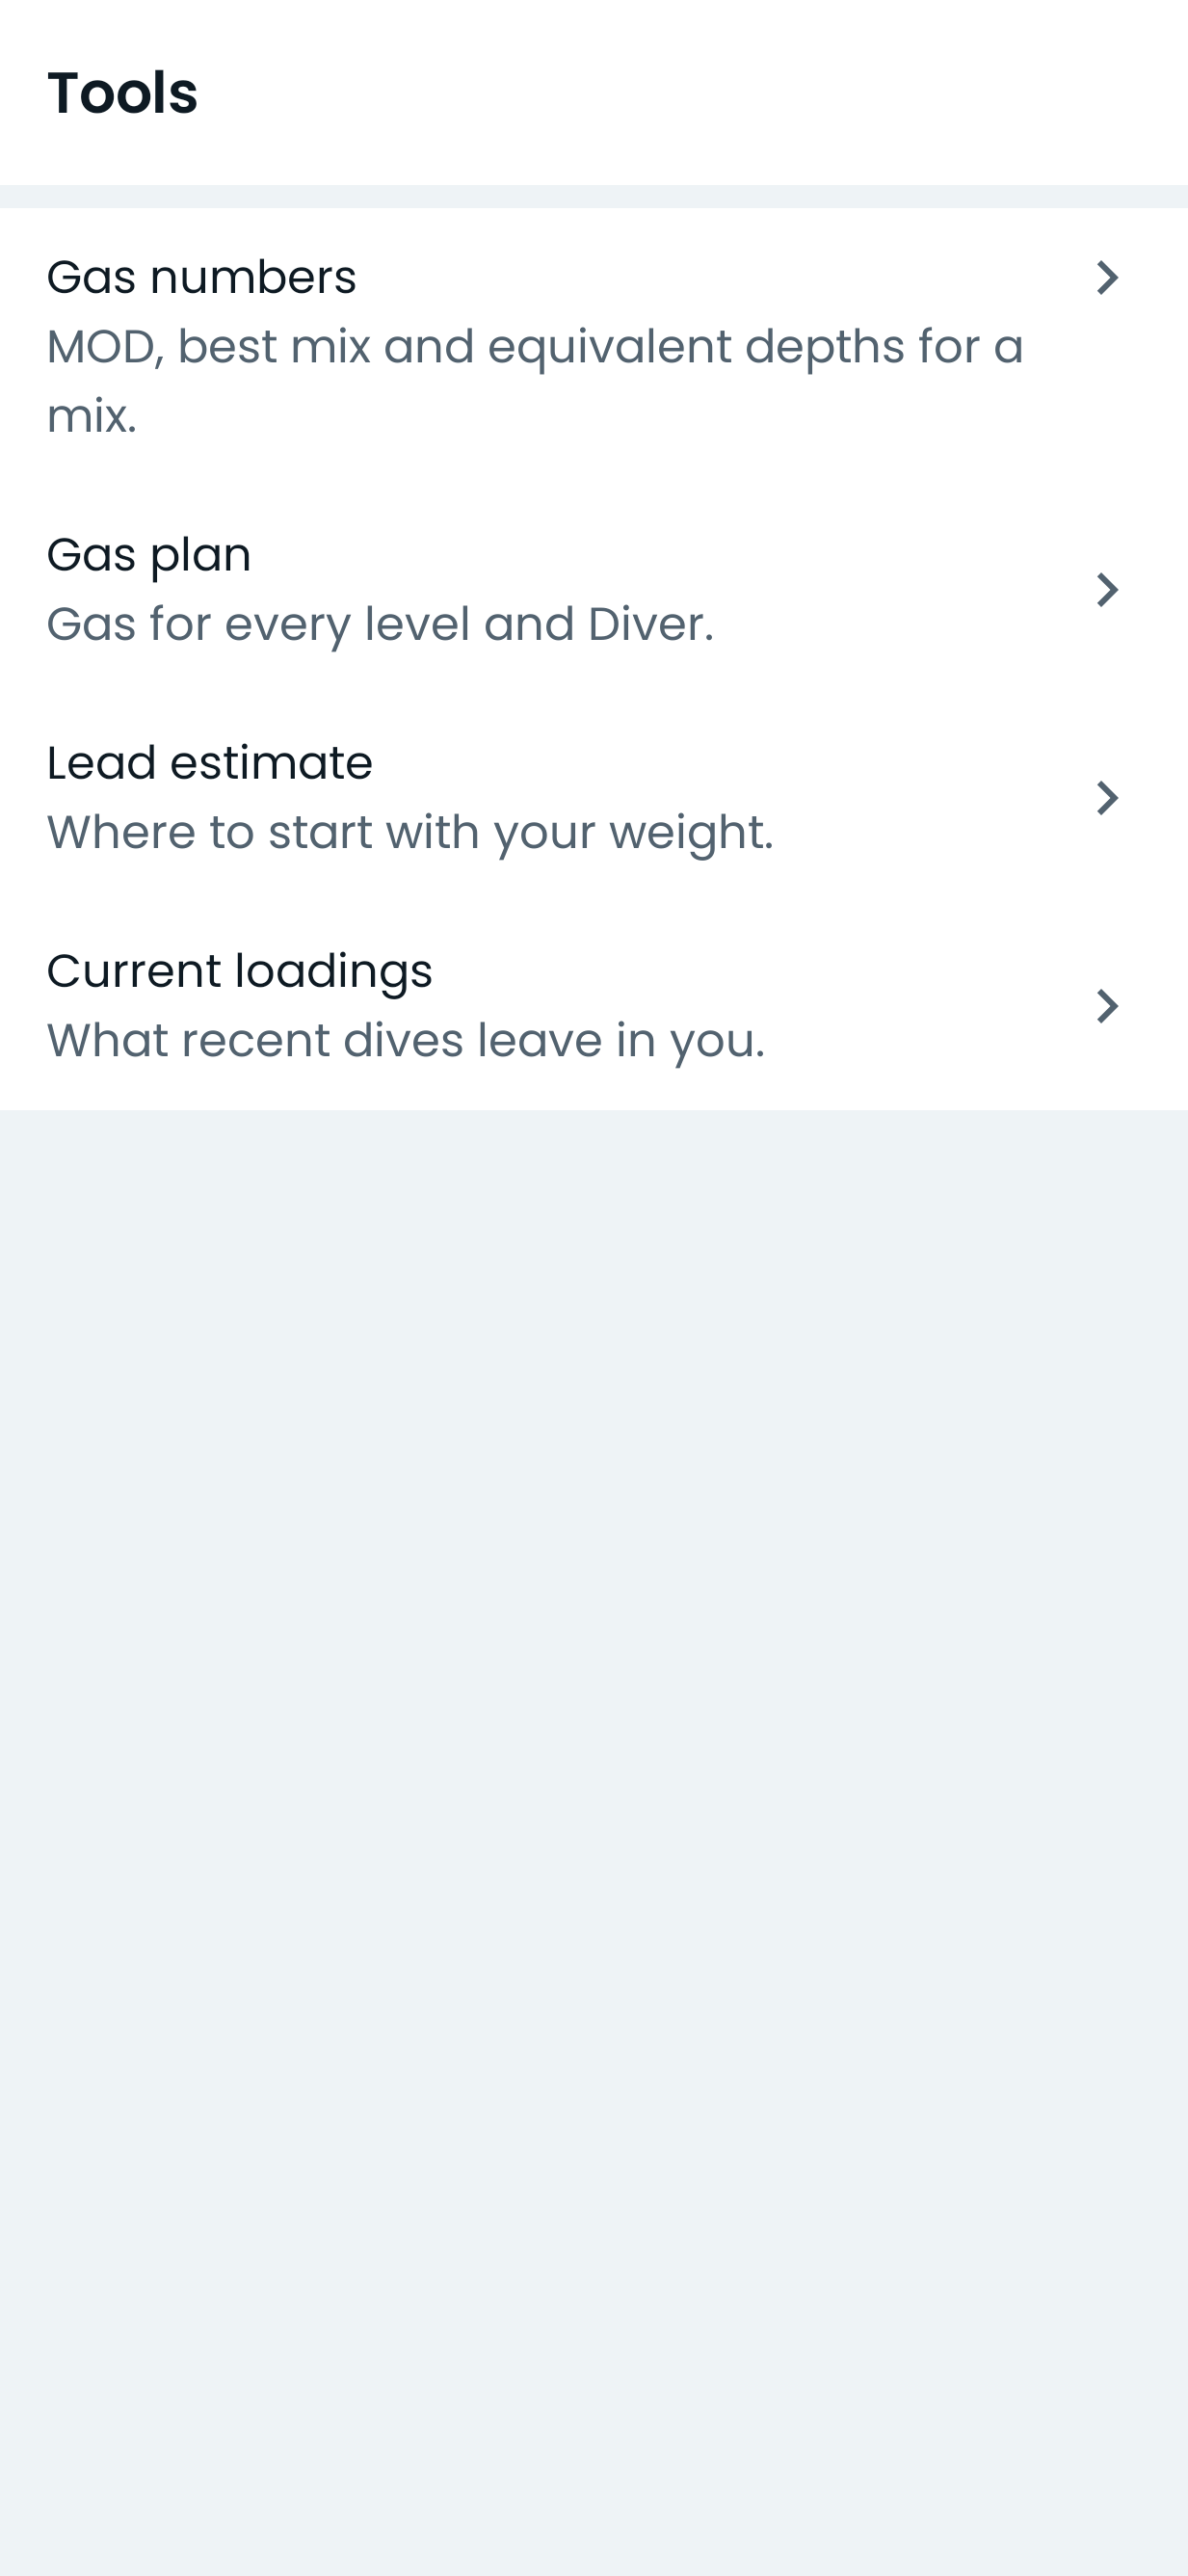 Tools
Gas numbers
MOD, best mix and equivalent depths for a
mix.
Gas plan
Gas for every level and Diver.
Lead estimate
Where to start with your weight.
Current loadings
What recent dives leave in you.